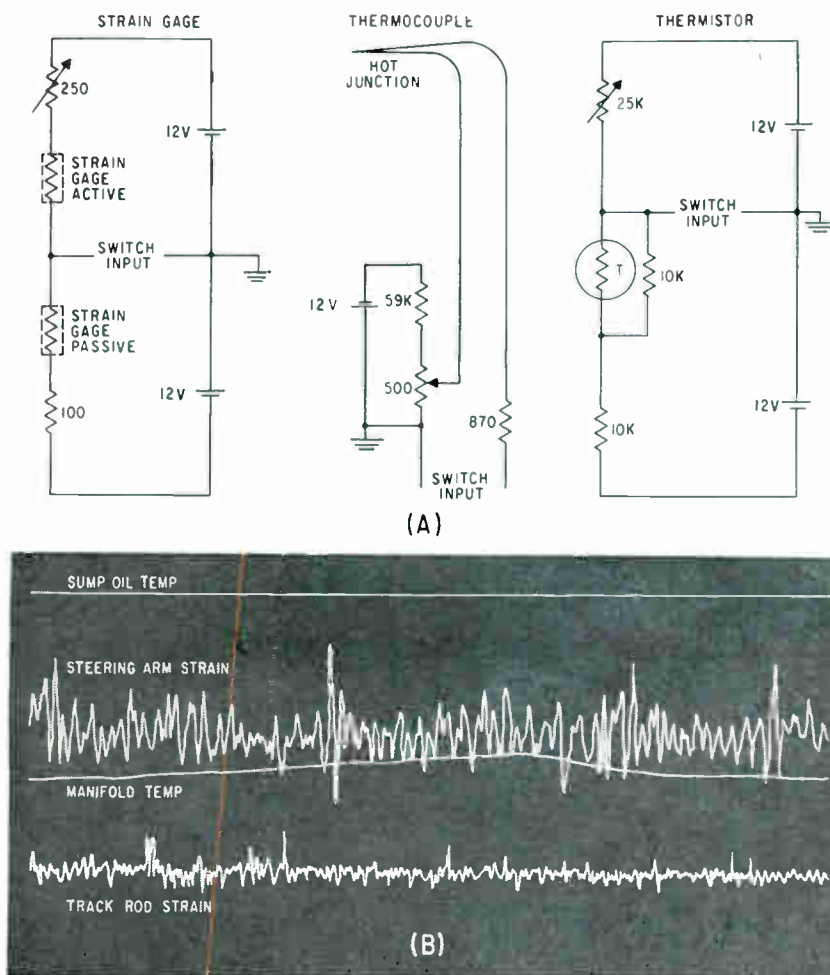 STRAIN GAGE
250
12V
STRAIN
GAGE
ACTIVE
SWITCH
INPUT
STRAIN
GAGE
PASSIVE
12V
100
THERMOCOUPLE
HOT
JUNCTION
12V
59K
500
870
SWITCH
INPUT
THERMISTOR
25K
12V
SWITCH
INPUT
T
10K
12V
10K
(A)
SUMP OIL TEMP
STEERING ARM STRAIN
MANIFOLD TEMP
TRACK ROD STRAIN
(B)